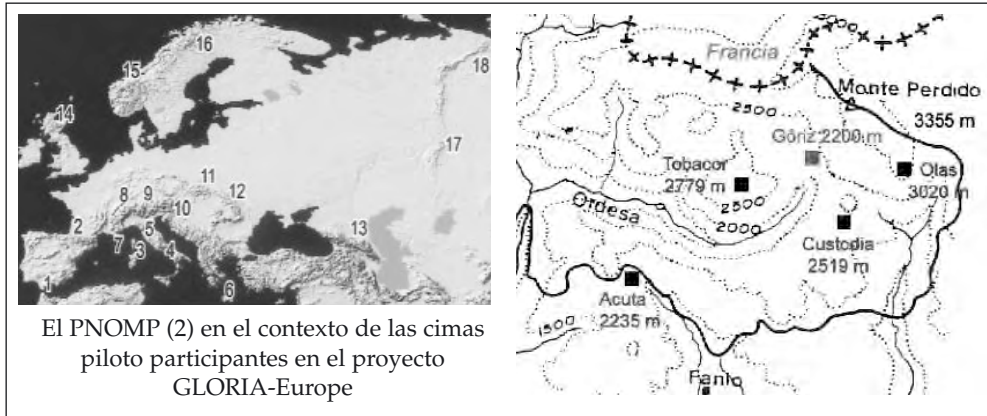 16
15
18
14
17
11
8 9
12
10
2
5
13
7
3
4
1
6
El PNOMP (2) en el contexto de las cimas
piloto participantes en el proyecto
GLORIA-Europe
2000
Francia
Monte Perdido
2500
3355 m
Góriz 2200 m
Tobacor
2779 m
Olas
3020 m
2500
Ordesa
2000
Custodia
2519 m
Acuta
2235 m
1500
Fanlo